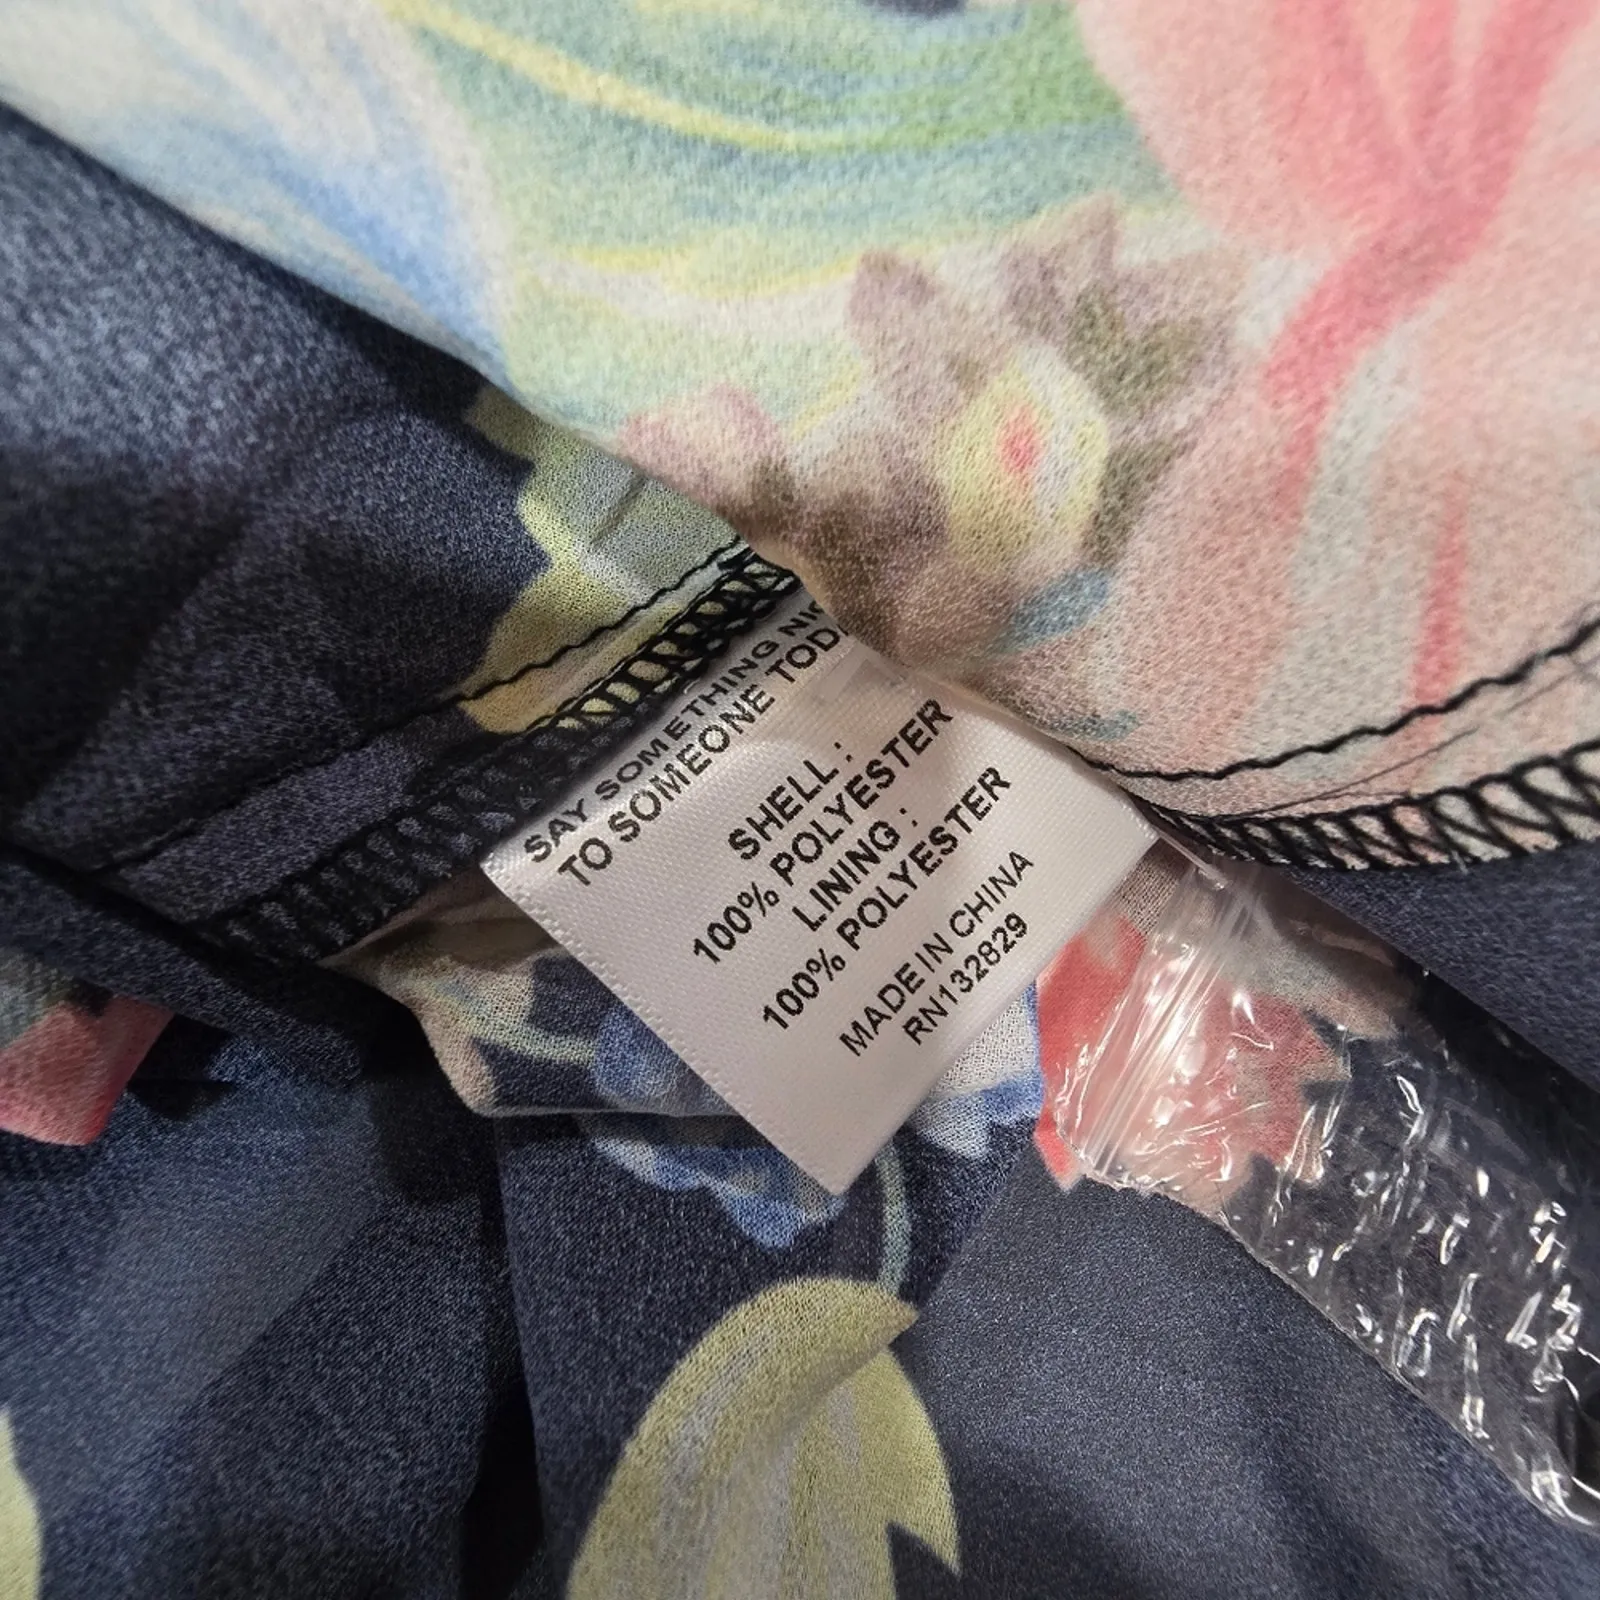 SAY SOMETHING
TO SOMEONE
SHELL :
100% POLYESTER
LINING :
100% POLYESTER
MADE IN CHINA
RN132829